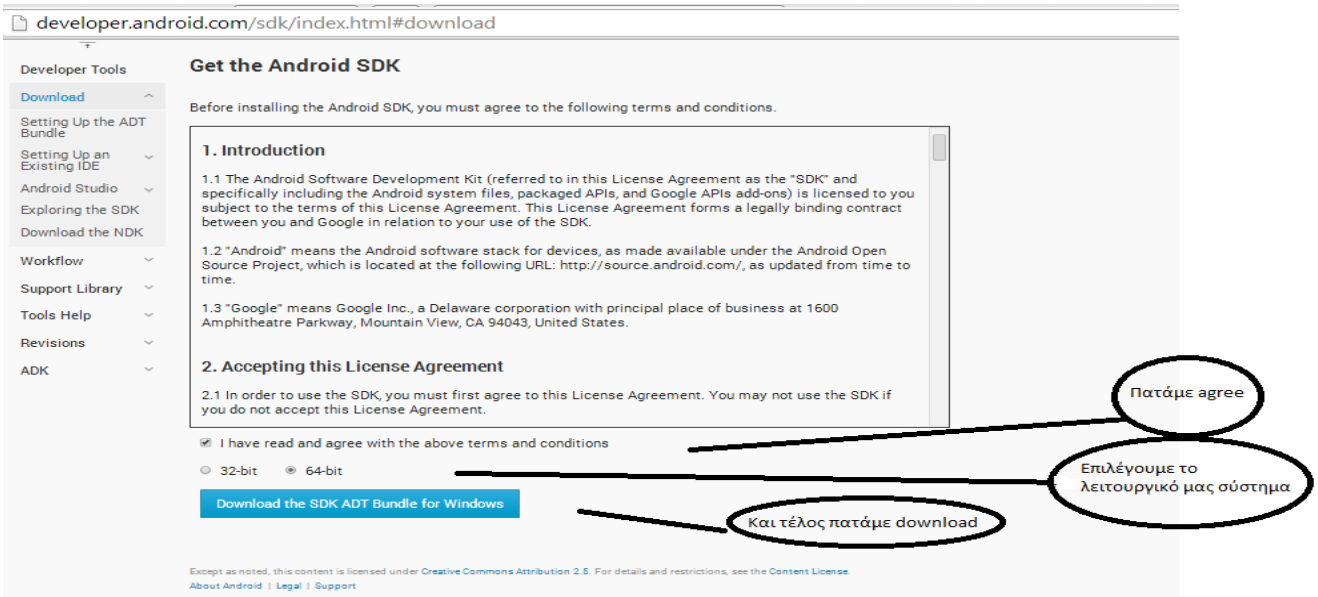 developer.android.com/sdk/index.html#download
Developer Tools
Download
Setting Up the ADT
Bundle
Setting Up an
Existing IDE
Android Studio
Exploring the SDK
Download the NDK
Workflow
Support Library
Tools Help
Revisions
ADK
Get the Android SDK
Before installing the Android SDK, you must agree to the following terms and conditions.
1. Introduction
1.1 The Android Software Development Kit (referred to in this License Agreement as the "SDK" and
specifically including the Android system files, packaged APIs, and Google APIs add-ons) is licensed to you
subject to the terms of this License Agreement. This License Agreement forms a legally binding contract
between you and Google in relation to your use of the SDK.
1.2 "Android" means the Android software stack for devices, as made available under the Android Open
Source Project, which is located at the following URL: http://source.android.com/, as updated from time to
time.
1.3 "Google" means Google Inc., a Delaware corporation with principal place of business at 1600
Amphitheatre Parkway, Mountain View, CA 94043, United States.
2. Accepting this License Agreement
2.1 In order to use the SDK, you must first agree to this License Agreement. You may not use the SDK if
you do not accept this License Agreement.
I have read and agree with the above terms and conditions
32-bit 64-bit
Download the SDK ADT Bundle for Windows
Πατάμε agree
Επιλέγουμε το
λειτουργικό μας σύστημα
Και τέλος πατάμε download
Except as noted, this content is licensed under Creative Commons Attribution 2.5. For details and restrictions, see the Content License.
About Android | Legal | Support